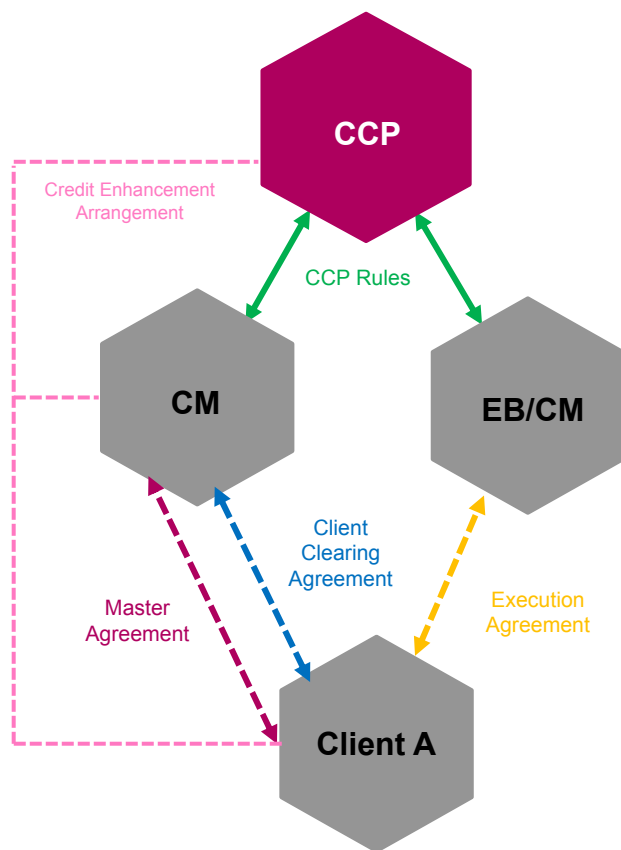 CCP
Credit Enhancement
Arrangement
CCP Rules
CM
EB/CM
Client
Clearing
Agreement
Master
Agreement
Execution
Agreement
Client A